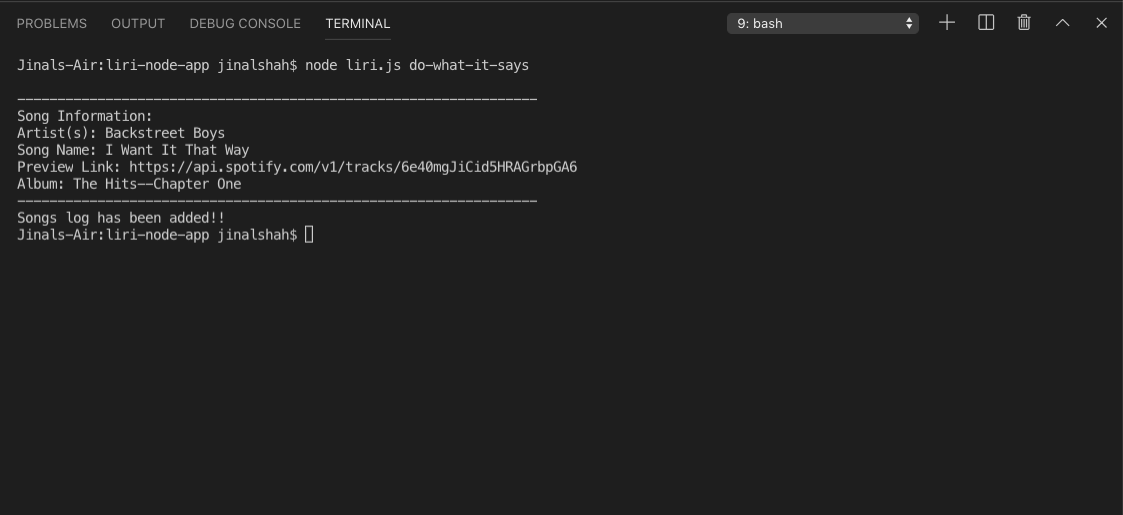 PROBLEMS OUTPUT DEBUG CONSOLE TERMINAL 9: bash
Jinals-Air:liri-node-app jinalshah$ node liri.js do-what-it-says
-----------------------------------------------------------------
Song Information:
Artist(s): Backstreet Boys
Song Name: I Want It That Way
Preview Link: https://api.spotify.com/v1/tracks/6e40mgJiCid5HRAGrbpGA6
Album: The Hits--Chapter One
-----------------------------------------------------------------
Songs log has been added!!
Jinals-Air:liri-node-app jinalshah$